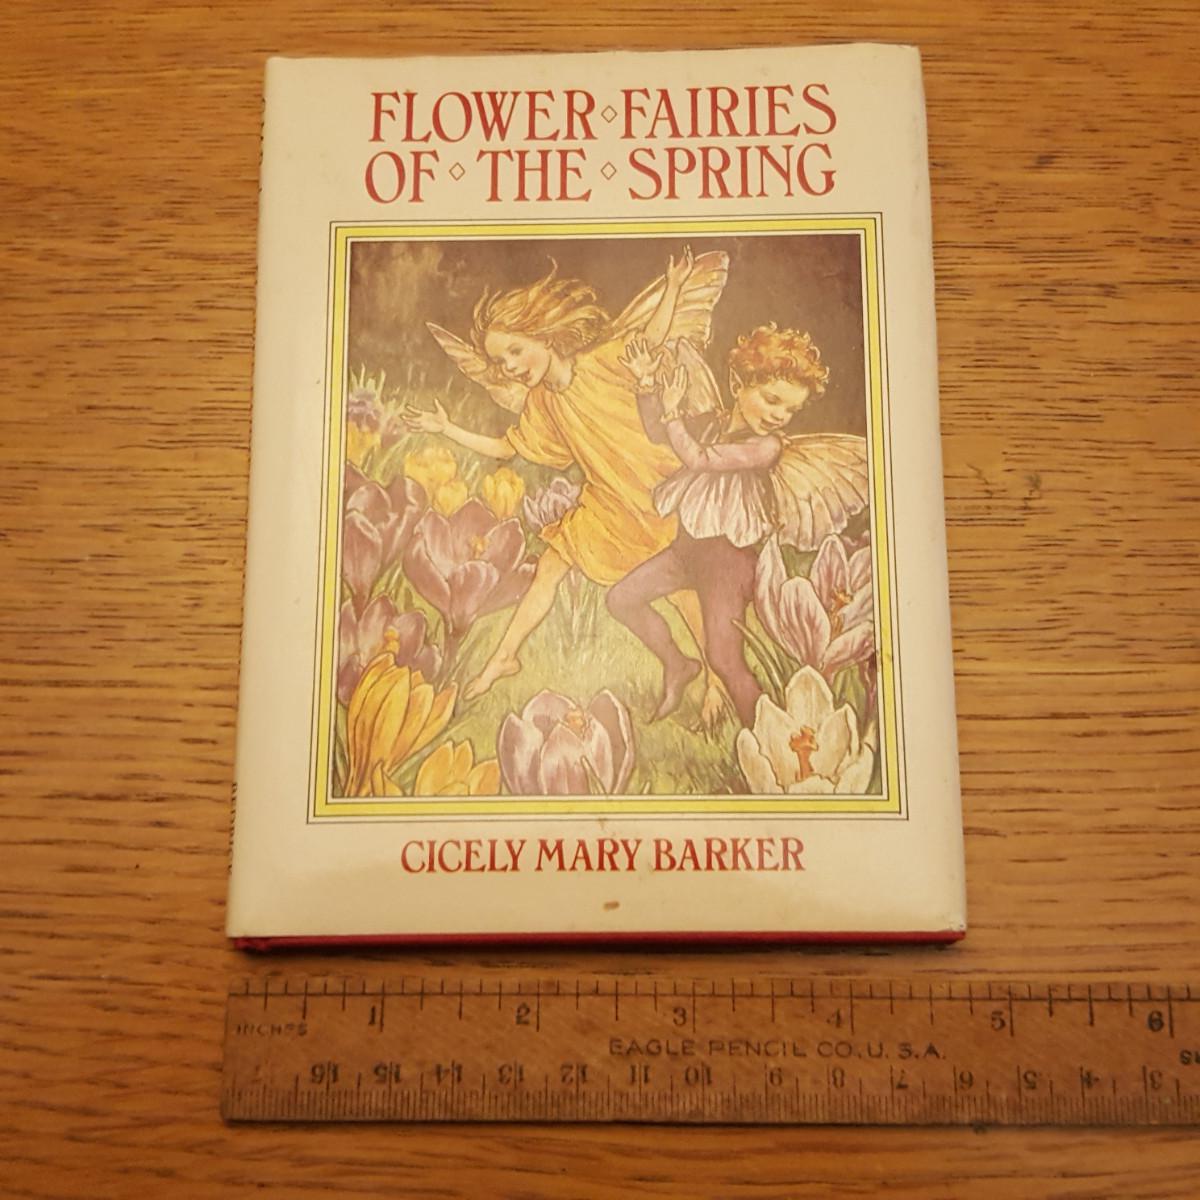 FLOWER◇FAIRIES
OF◇THE◇SPRING
CICELY MARY BARKER
INCHES 1 2 3 4 5 6
EAGLE PENCIL CO. U.S.A.
16 15 14 13 12 11 10 9 8 7 6 5 4 3